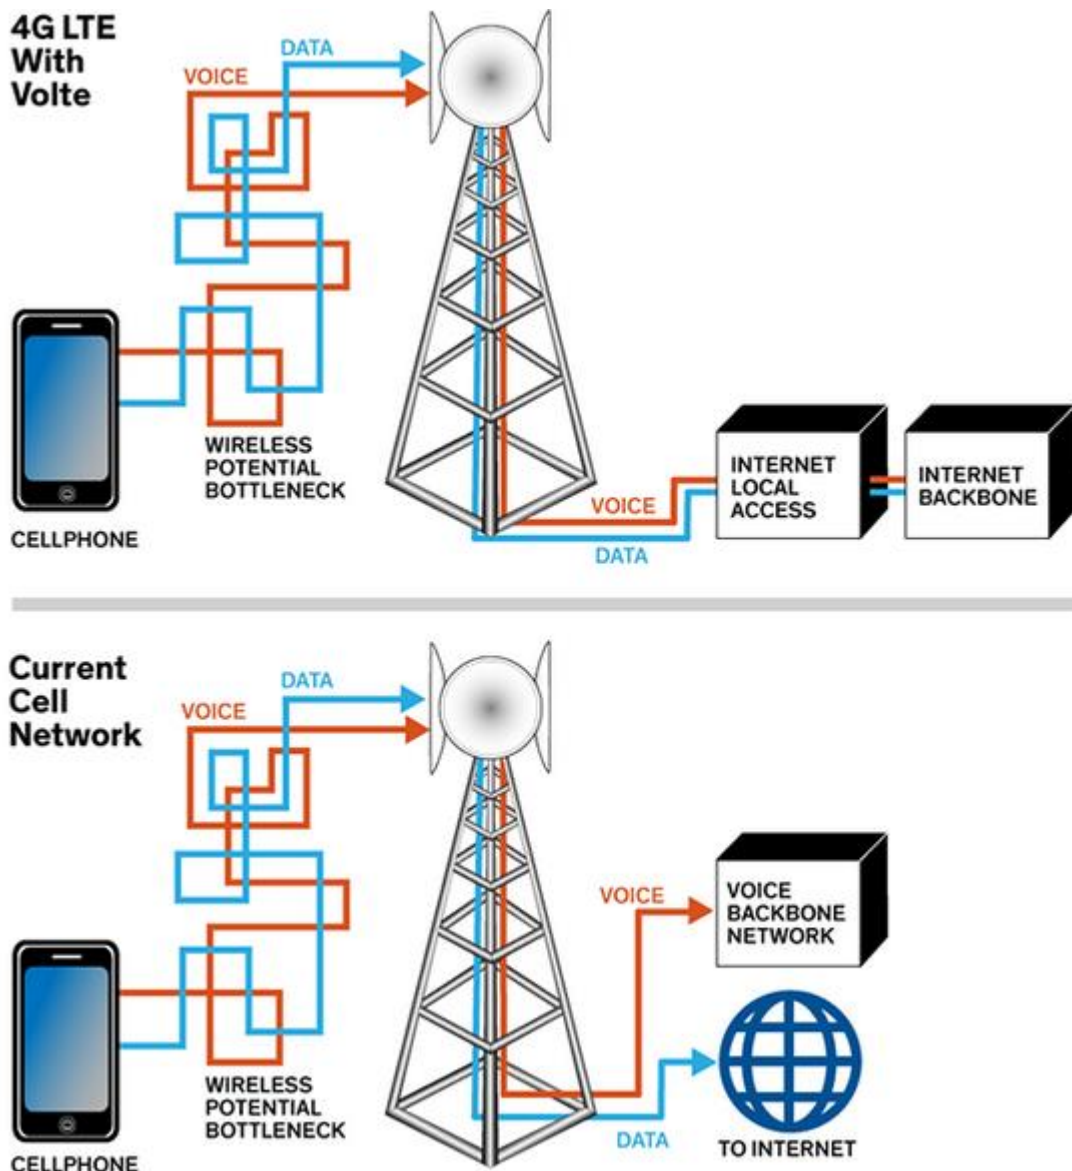 4G LTE
With
Volte
DATA
VOICE
WIRELESS
POTENTIAL
BOTTLENECK
CELLPHONE
VOICE
DATA
INTERNET
LOCAL
ACCESS
INTERNET
BACKBONE
Current
Cell
Network
DATA
VOICE
WIRELESS
POTENTIAL
BOTTLENECK
CELLPHONE
VOICE
VOICE
BACKBONE
NETWORK
DATA
TO INTERNET